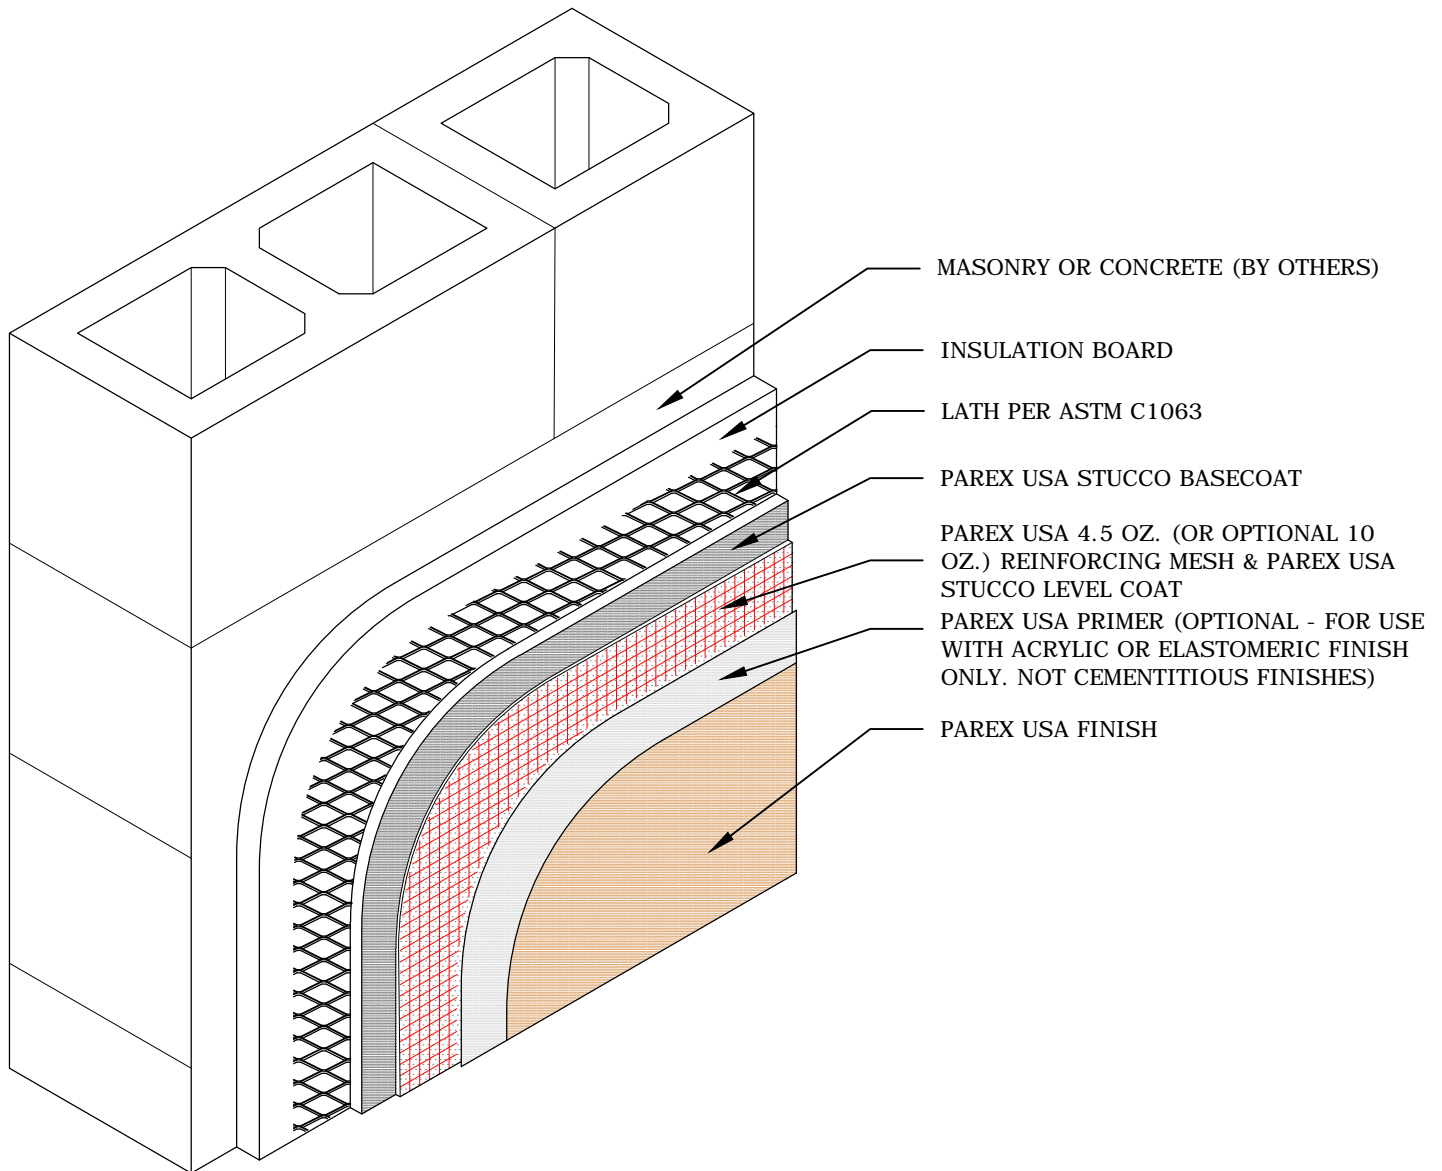 MASONRY OR CONCRETE (BY OTHERS)
INSULATION BOARD
LATH PER ASTM C1063
PAREX USA STUCCO BASECOAT
PAREX USA 4.5 OZ. (OR OPTIONAL 10
OZ.) REINFORCING MESH & PAREX USA
STUCCO LEVEL COAT
PAREX USA PRIMER (OPTIONAL - FOR USE
WITH ACRYLIC OR ELASTOMERIC FINISH
ONLY. NOT CEMENTITIOUS FINISHES)
PAREX USA FINISH